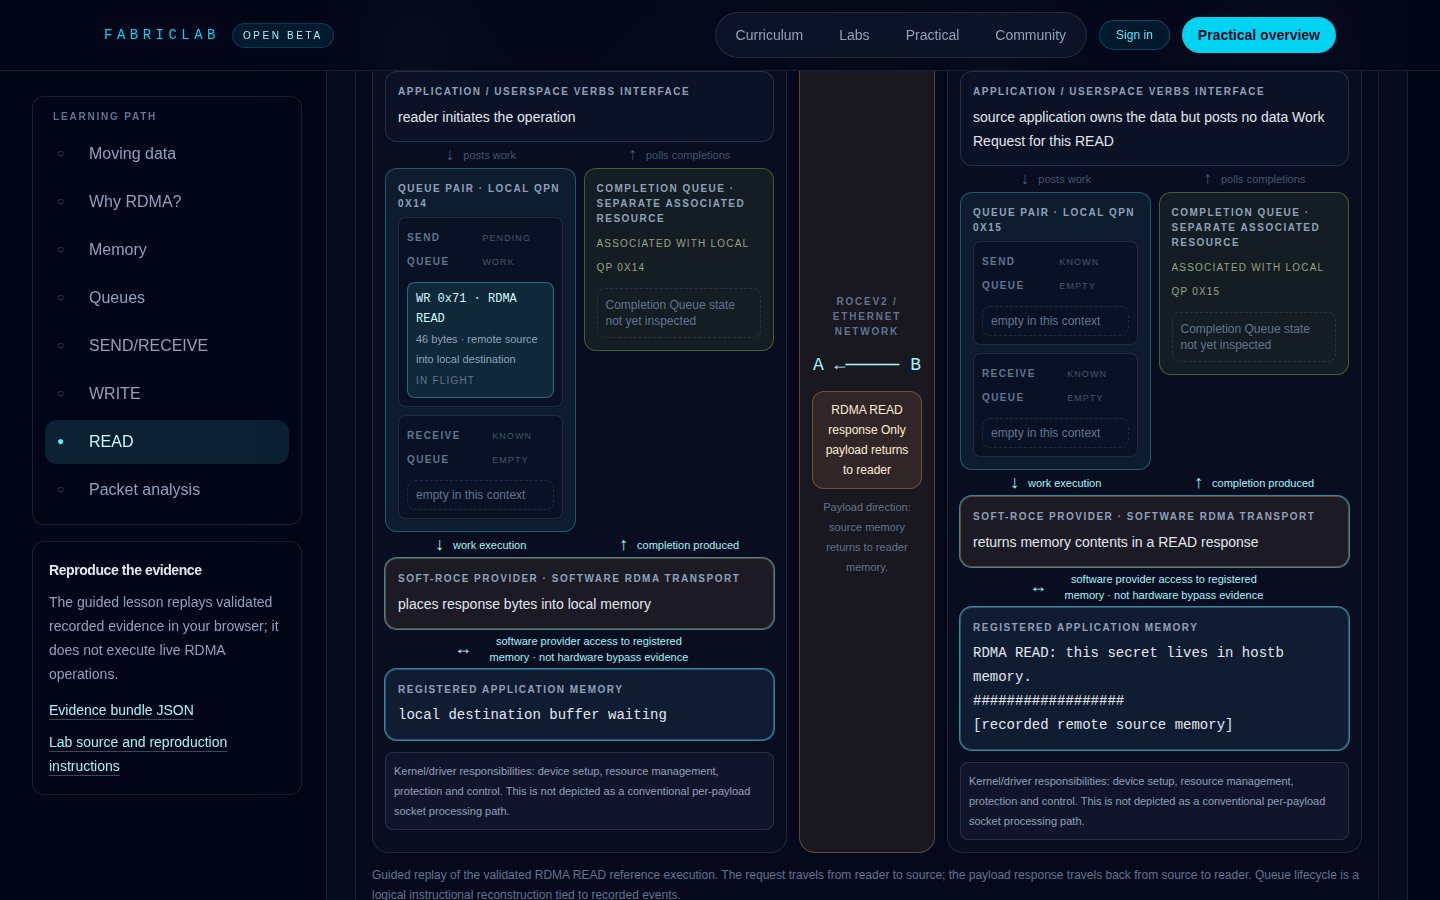 FABRICLAB
OPEN BETA
Curriculum
Labs
Practical
Community
Sign in
Practical overview
LEARNING PATH
Moving data
Why RDMA?
Memory
Queues
SEND/RECEIVE
WRITE
READ
Packet analysis
Reproduce the evidence
The guided lesson replays validated
recorded evidence in your browser; it
does not execute live RDMA
operations.
Evidence bundle JSON
Lab source and reproduction
instructions
APPLICATION / USERSPACE VERBS INTERFACE
reader initiates the operation
↓ posts work
↑ polls completions
QUEUE PAIR · LOCAL QPN
0X14
SEND
QUEUE
PENDING
WORK
WR 0x71 · RDMA
READ
46 bytes · remote source
into local destination
IN FLIGHT
RECEIVE
QUEUE
KNOWN
EMPTY
empty in this context
COMPLETION QUEUE ·
SEPARATE ASSOCIATED
RESOURCE
ASSOCIATED WITH LOCAL
QP 0X14
Completion Queue state
not yet inspected
↓ work execution
↑ completion produced
SOFT-ROCE PROVIDER · SOFTWARE RDMA TRANSPORT
places response bytes into local memory
↔ software provider access to registered
memory · not hardware bypass evidence
REGISTERED APPLICATION MEMORY
local destination buffer waiting
Kernel/driver responsibilities: device setup, resource management,
protection and control. This is not depicted as a conventional per-payload
socket processing path.
ROCEV2 /
ETHERNET
NETWORK
A ←—— B
RDMA READ
response Only
payload returns
to reader
Payload direction:
source memory
returns to reader
memory.
APPLICATION / USERSPACE VERBS INTERFACE
source application owns the data but posts no data Work
Request for this READ
↓ posts work
↑ polls completions
QUEUE PAIR · LOCAL QPN
0X15
SEND
QUEUE
KNOWN
EMPTY
empty in this context
RECEIVE
QUEUE
KNOWN
EMPTY
empty in this context
COMPLETION QUEUE ·
SEPARATE ASSOCIATED
RESOURCE
ASSOCIATED WITH LOCAL
QP 0X15
Completion Queue state
not yet inspected
↓ work execution
↑ completion produced
SOFT-ROCE PROVIDER · SOFTWARE RDMA TRANSPORT
returns memory contents in a READ response
↔ software provider access to registered
memory · not hardware bypass evidence
REGISTERED APPLICATION MEMORY
RDMA READ: this secret lives in hostb
memory.
##################
[recorded remote source memory]
Kernel/driver responsibilities: device setup, resource management,
protection and control. This is not depicted as a conventional per-payload
socket processing path.
Guided replay of the validated RDMA READ reference execution. The request travels from reader to source; the payload response travels back from source to reader. Queue lifecycle is a
logical instructional reconstruction tied to recorded events.